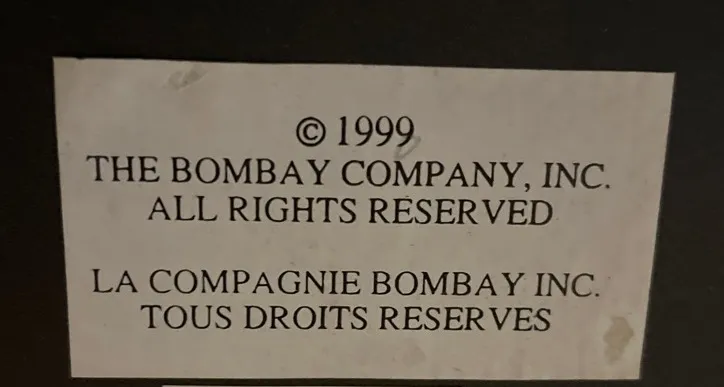 © 1999
THE BOMBAY COMPANY, INC.
ALL RIGHTS RESERVED
LA COMPAGNIE BOMBAY INC.
TOUS DROITS RESERVES